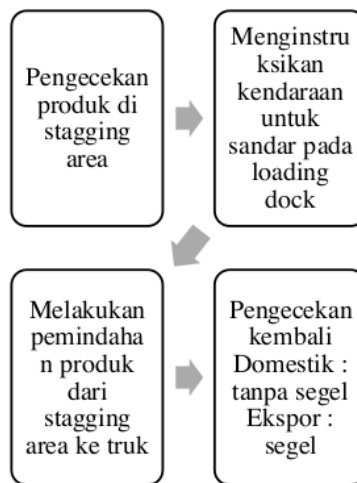 Pengecekan
produk di
stagging
area
Menginstru
ksikan
kendaraan
untuk
sandar pada
loading
dock
Melakukan
pemindaha
n produk
dari
stagging
area ke truk
Pengecekan
kembali
Domestik :
tanpa segel
Ekspor :
segel